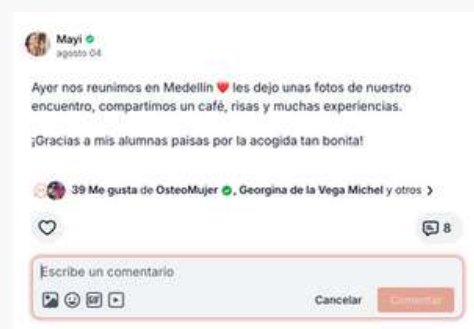 Mayi
agosto 04
Ayer nos reunimos en Medellín ❤️ les dejo unas fotos de nuestro
encuentro, compartimos un café, risas y muchas experiencias.
¡Gracias a mis alumnas paisas por la acogida tan bonita!
39 Me gusta de OsteoMujer, Georgina de la Vega Michel y otros >
8
Escribe un comentario
GIF
Cancelar Comentar